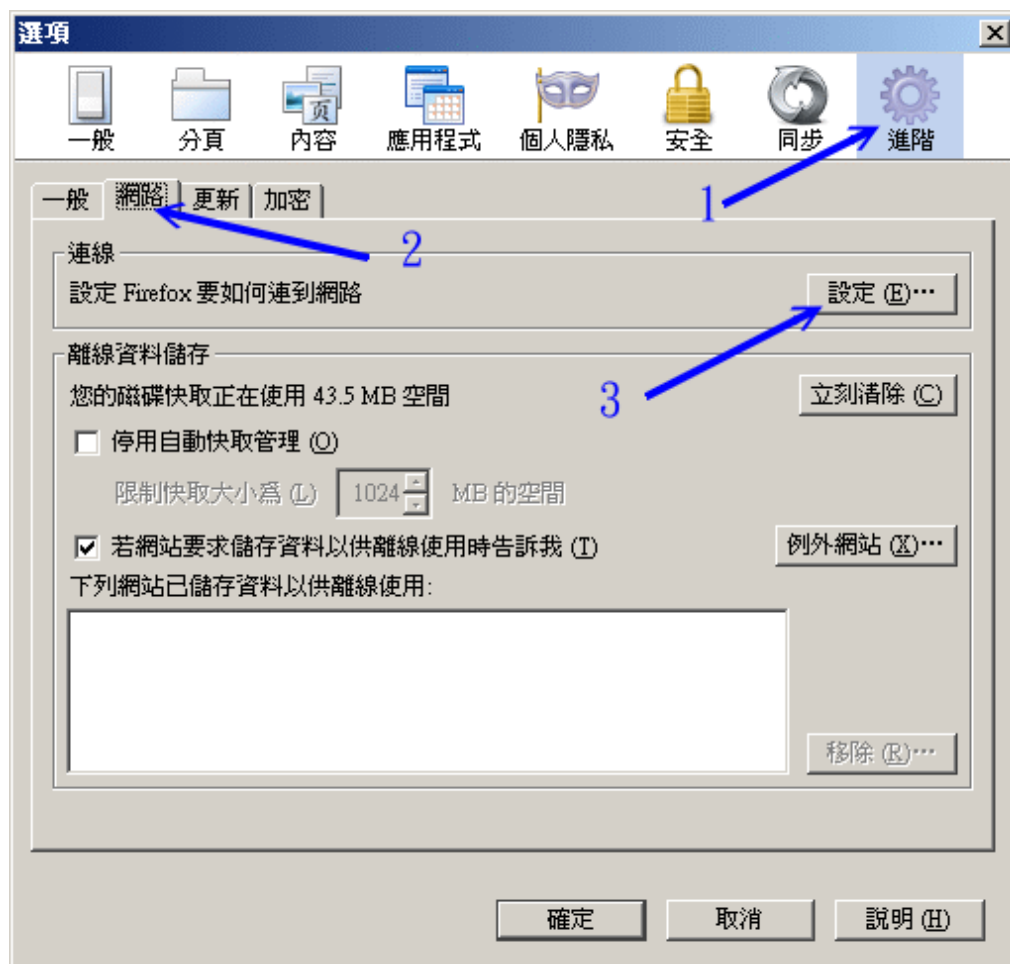 選項
一般 分頁 內容 應用程式 個人隱私 安全 同步 進階
页
1
一般 網路 更新 加密
2
連線
設定 Firefox 要如何連到網路 設定 (E)…
離線資料儲存
您的磁碟快取正在使用 43.5 MB 空間 立刻清除 (C)
3
停用自動快取管理 (O)
限制快取大小為 (L) 1024 MB 的空間
若網站要求儲存資料以供離線使用時告訴我 (T) 例外網站 (X)…
下列網站已儲存資料以供離線使用:
移除 (R)…
確定 取消 說明 (H)